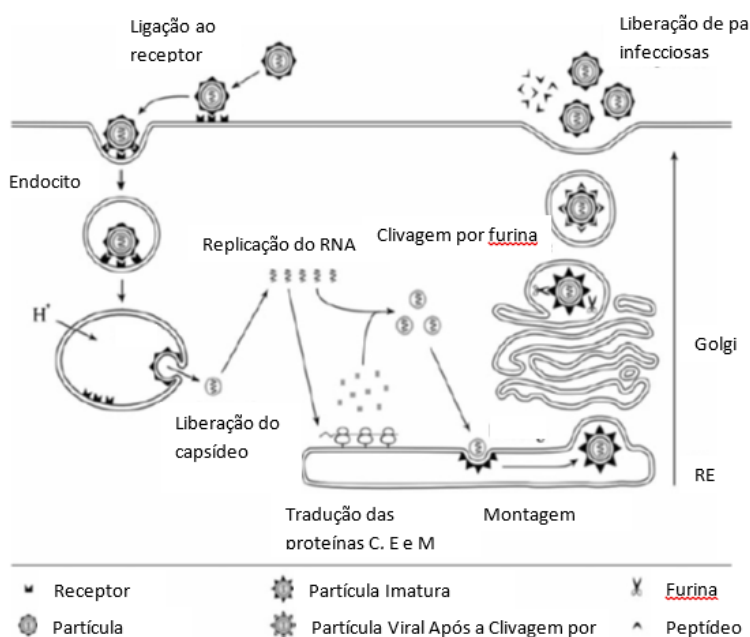 Ligação ao
receptor
Liberação de pa
infecciosas
Endocito
Replicação do RNA
Clivagem por furina
H⁺
Golgi
Liberação do
capsídeo
RE
Tradução das
proteínas C. E e M
Montagem
Receptor
Partícula Imatura
Furina
Partícula
Partícula Viral Após a Clivagem por
Peptídeo